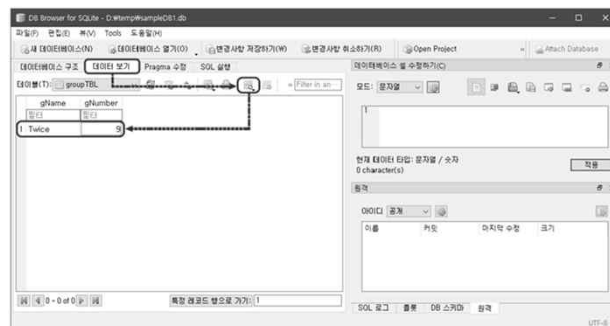 DB Browser for SQLite - D:₩temp₩sampleDB1.db
파일(F) 편집(E) 뷰(V) Tools 도움말(H)
새 데이터베이스(N) 데이터베이스 열기(O) 변경사항 저장하기(W) 변경사항 취소하기(R) Open Project Attach Database
데이터베이스 구조 데이터 보기 Pragma 수정 SQL 실행
테이블(T): groupTBL Filter in an
gName gNumber
필터 필터
1 Twice 9
0 - 0 of 0 특정 레코드 행으로 가기: 1
데이터베이스 셀 수정하기(C)
모드: 문자열
1
현재 데이터 타입: 문자열 / 숫자
0 character(s)
적용
원격
아이디 공개
이름 커밋 마지막 수정 크기
SQL 로그 플롯 DB 스키마 원격
UTF-8